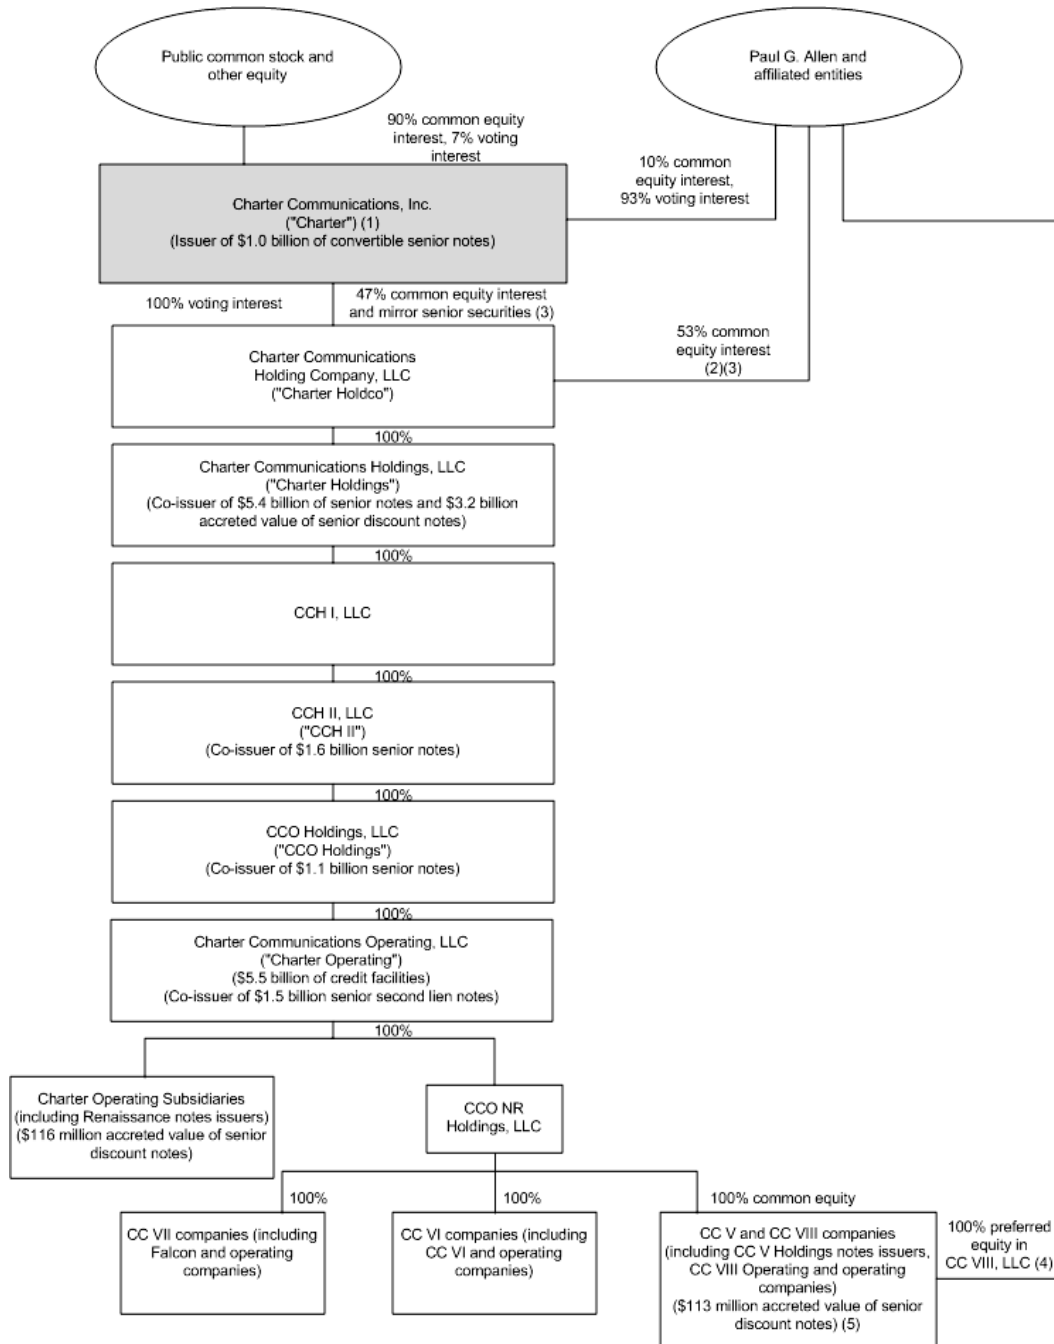 Public common stock and
other equity
Paul G. Allen and
affiliated entities
90% common equity
interest, 7% voting
interest
10% common
equity interest,
93% voting interest
Charter Communications, Inc.
("Charter") (1)
(Issuer of $1.0 billion of convertible senior notes)
100% voting interest
47% common equity interest
and mirror senior securities (3)
53% common
equity interest
(2)(3)
Charter Communications
Holding Company, LLC
("Charter Holdco")
100%
Charter Communications Holdings, LLC
("Charter Holdings")
(Co-issuer of $5.4 billion of senior notes and $3.2 billion
accreted value of senior discount notes)
100%
CCH I, LLC
100%
CCH II, LLC
("CCH II")
(Co-issuer of $1.6 billion senior notes)
100%
CCO Holdings, LLC
("CCO Holdings")
(Co-issuer of $1.1 billion senior notes)
100%
Charter Communications Operating, LLC
("Charter Operating")
($5.5 billion of credit facilities)
(Co-issuer of $1.5 billion senior second lien notes)
100%
Charter Operating Subsidiaries
(including Renaissance notes issuers)
($116 million accreted value of senior
discount notes)
CCO NR
Holdings, LLC
100%
100%
100% common equity
CC VII companies (including
Falcon and operating
companies)
CC VI companies (including
CC VI and operating
companies)
CC V and CC VIII companies
(including CC V Holdings notes issuers,
CC VIII Operating and operating
companies)
($113 million accreted value of senior
discount notes) (5)
100% preferred
equity in
CC VIII, LLC (4)